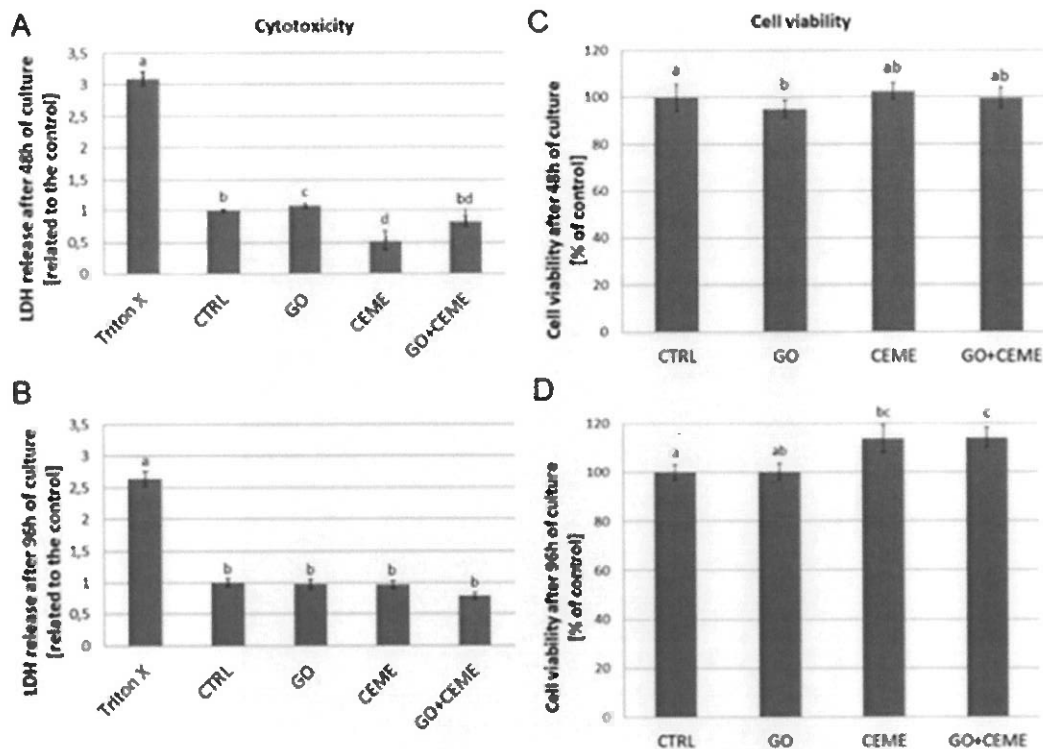 A
Cytotoxicity
LDH release after 48h of culture
[related to the control]
3,5
3
2,5
2
1,5
1
0,5
0
a
b
c
d
bd
Triton X
CTRL
GO
CEME
GO+CEME
B
LDH release after 96h of culture
[related to the control]
3,5
3
2,5
2
1,5
1
0,5
0
a
b
b
b
b
Triton X
CTRL
GO
CEME
GO+CEME
C
Cell viability
Cell viability after 48h of culture
[% of control]
120
100
80
60
40
20
0
a
b
ab
ab
CTRL
GO
CEME
GO+CEME
D
Cell viability after 96h of culture
[% of control]
120
100
80
60
40
20
0
a
ab
bc
c
CTRL
GO
CEME
GO+CEME